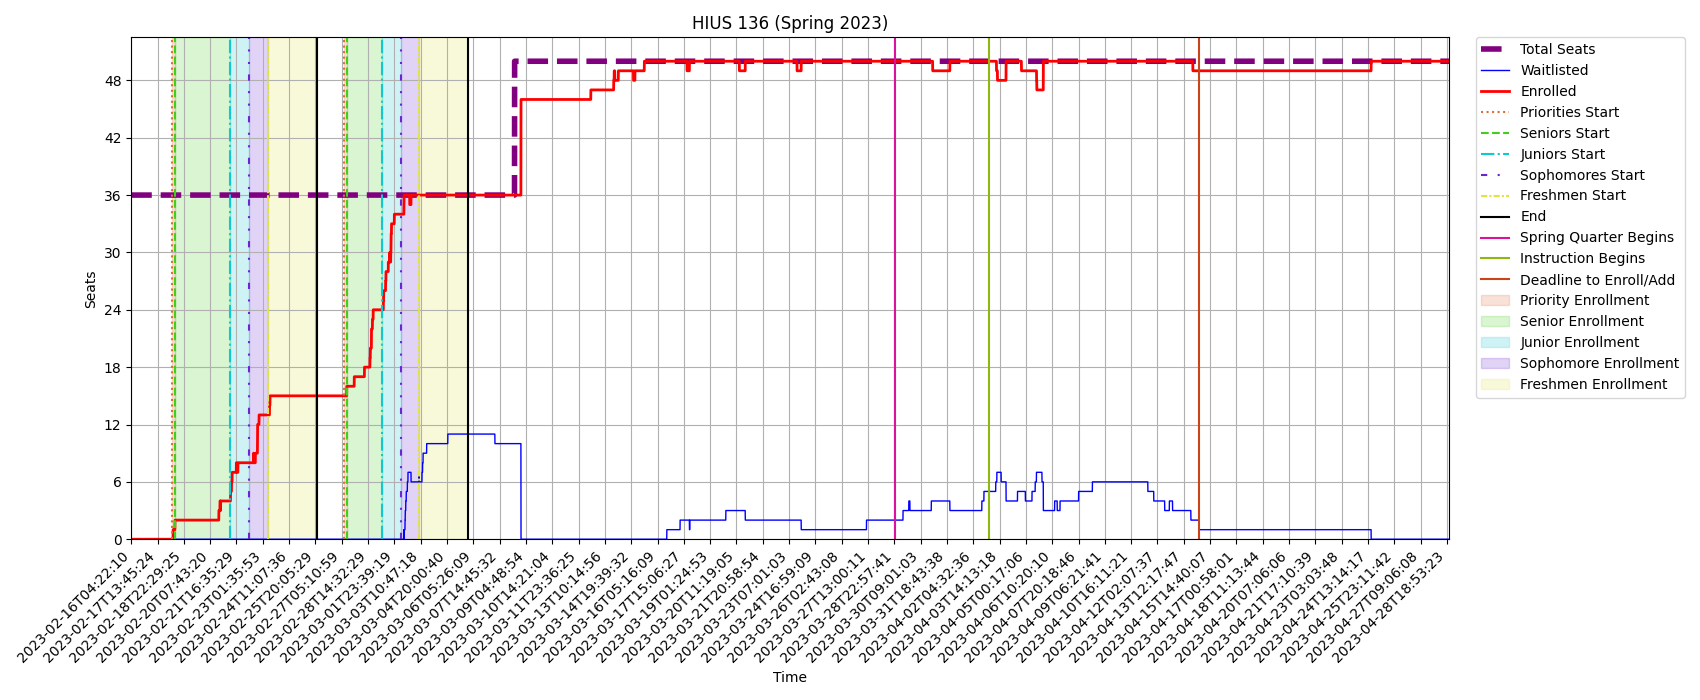 HIUS 136 (Spring 2023)
Seats
48
42
36
30
24
18
12
6
0
2023-02-16T04:22:10
2023-02-17T13:45:24
2023-02-18T22:29:25
2023-02-20T07:43:20
2023-02-21T16:35:29
2023-02-23T01:35:53
2023-02-24T11:07:36
2023-02-25T20:05:29
2023-02-27T05:10:59
2023-02-28T14:32:29
2023-03-01T23:39:19
2023-03-03T10:47:18
2023-03-04T20:00:40
2023-03-06T05:26:09
2023-03-07T14:45:32
2023-03-09T04:48:54
2023-03-10T14:21:04
2023-03-11T23:36:25
2023-03-13T10:14:56
2023-03-14T19:39:32
2023-03-16T05:16:09
2023-03-17T15:06:27
2023-03-19T01:24:53
2023-03-20T11:19:05
2023-03-21T20:58:54
2023-03-23T07:01:03
2023-03-24T16:59:09
2023-03-26T02:43:08
2023-03-27T13:00:11
2023-03-28T22:57:41
2023-03-30T09:01:03
2023-03-31T18:43:38
2023-04-02T04:32:36
2023-04-03T14:13:18
2023-04-05T00:17:06
2023-04-06T10:20:10
2023-04-07T20:18:46
2023-04-09T06:21:41
2023-04-10T16:11:23
2023-04-12T02:07:37
2023-04-13T12:17:47
2023-04-15T14:40:07
2023-04-17T00:58:01
2023-04-18T11:13:44
2023-04-20T07:06:06
2023-04-21T17:10:39
2023-04-23T03:03:48
2023-04-24T13:14:17
2023-04-25T23:11:42
2023-04-27T09:06:08
2023-04-28T18:53:23
Time
Total Seats
Waitlisted
Enrolled
Priorities Start
Seniors Start
Juniors Start
Sophomores Start
Freshmen Start
End
Spring Quarter Begins
Instruction Begins
Deadline to Enroll/Add
Priority Enrollment
Senior Enrollment
Junior Enrollment
Sophomore Enrollment
Freshmen Enrollment